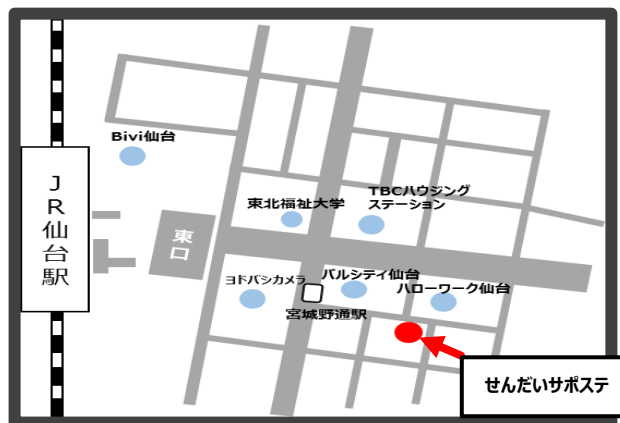 Bivi仙台
JR仙台駅
東口
東北福祉大学
TBCハウジング
ステーション
ヨドバシカメラ
パルシティ仙台
ハローワーク仙台
宮城野通駅
せんだいサポステ